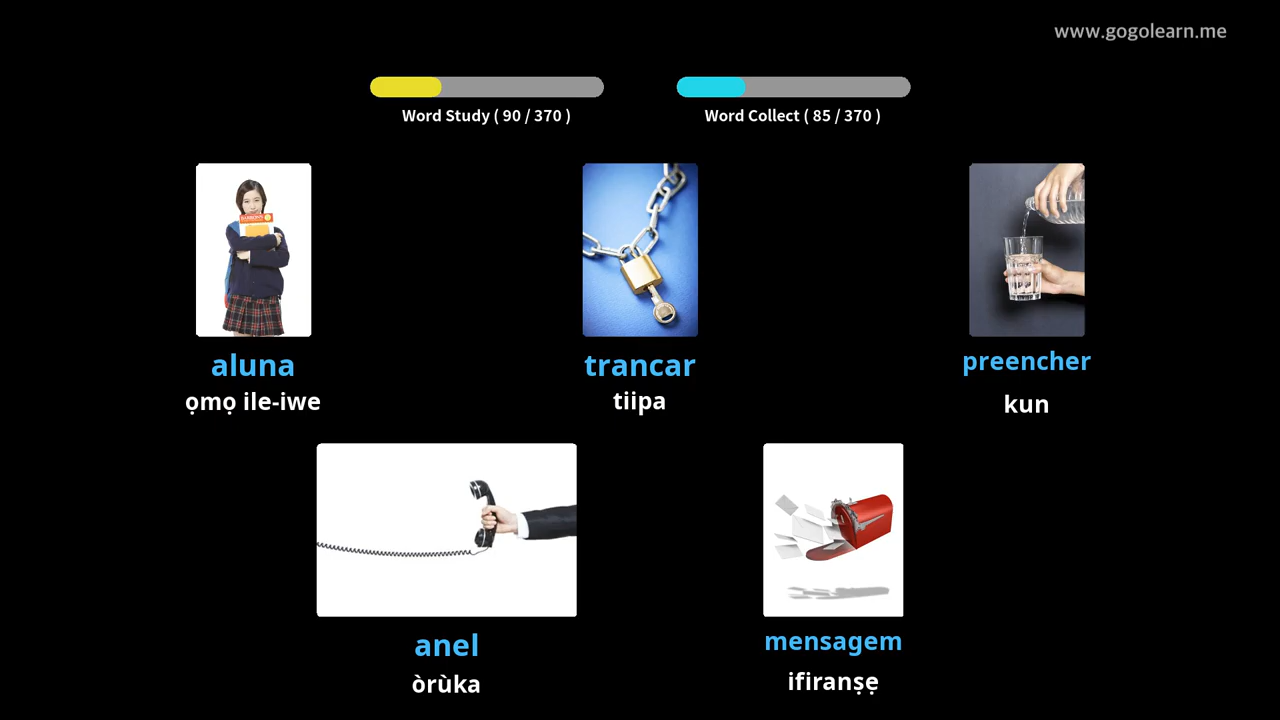 www.gogolearn.me
Word Study ( 90 / 370 )
Word Collect ( 85 / 370 )
aluna
ọmọ ile-iwe
trancar
tiipa
preencher
kun
anel
òrùka
mensagem
ifiranṣẹ